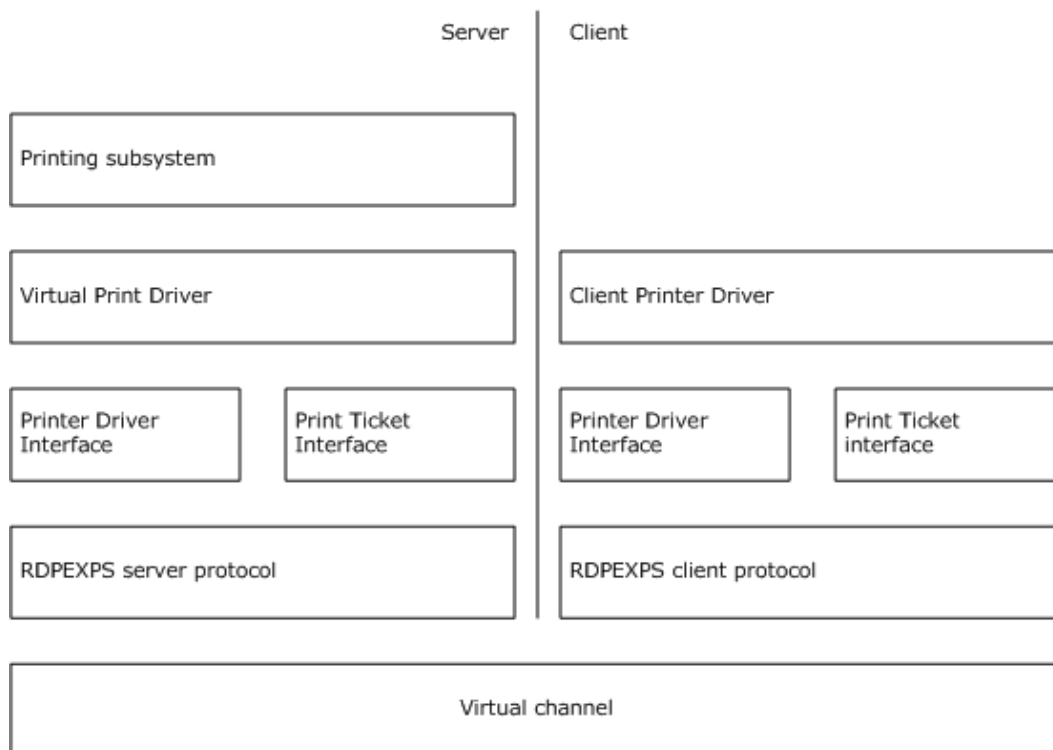 Server
Client
Printing subsystem
Virtual Print Driver
Client Printer Driver
Printer Driver
Interface
Print Ticket
Interface
Printer Driver
Interface
Print Ticket
interface
RDPEXPS server protocol
RDPEXPS client protocol
Virtual channel